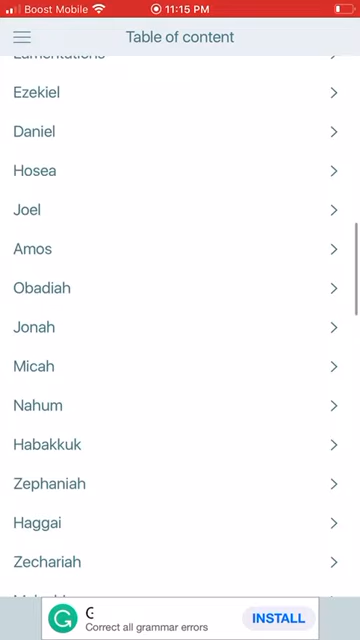 Boost Mobile 11:15 PM
Table of content
Lamentations
Ezekiel
Daniel
Hosea
Joel
Amos
Obadiah
Jonah
Micah
Nahum
Habakkuk
Zephaniah
Haggai
Zechariah
Correct all grammar errors
INSTALL